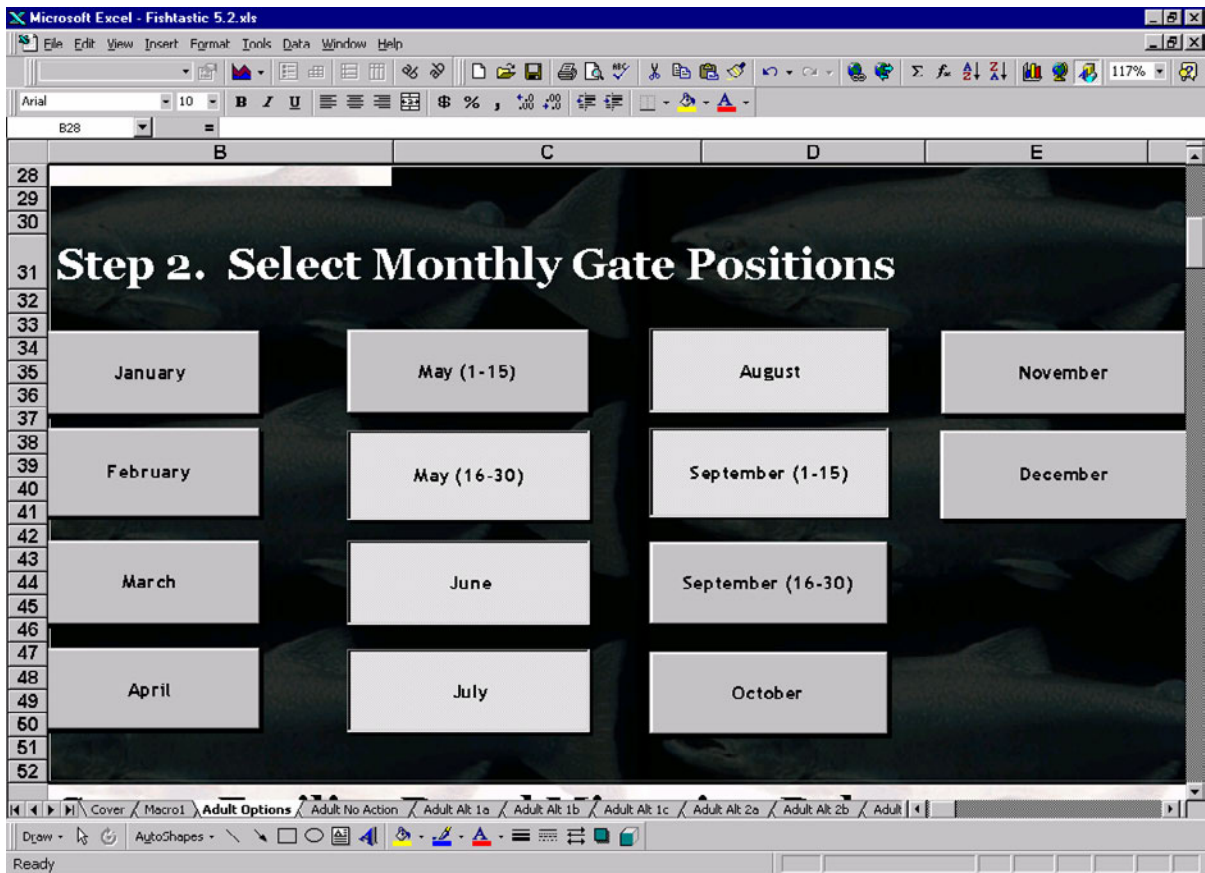 Microsoft Excel - Fishtastic 5.2.xls
File Edit View Insert Format Tools Data Window Help
117%
Arial 10 B I U $ % ,
B28 =
B C D E
28
29
30
31 Step 2. Select Monthly Gate Positions
32
33
34
35 January May (1-15) August November
36
37
38
39 February May (16-30) September (1-15) December
40
41
42
43
44 March June September (16-30)
45
46
47
48 April July October
49
50
51
52
Cover Macro1 Adult Options Adult No Action Adult Alt 1a Adult Alt 1b Adult Alt 1c Adult Alt 2a Adult Alt 2b Adult
Draw AutoShapes
Ready